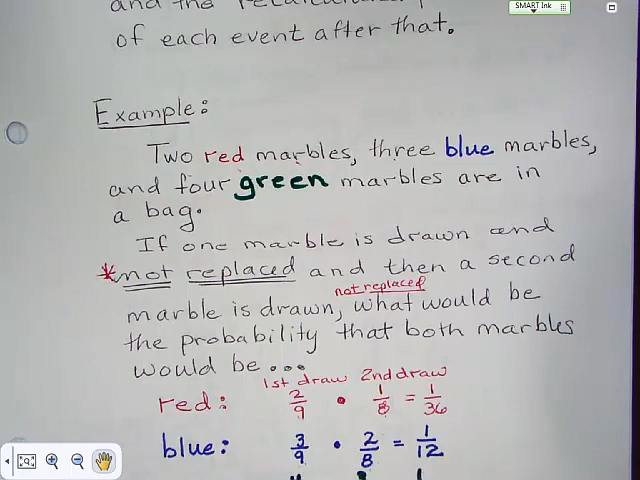 SMART Ink
and the
of each event after that.
Example:
Two red marbles, three blue marbles,
and four green marbles are in
a bag.
If one marble is drawn and
*not replaced and then a second
not replaced
marble is drawn, what would be
the probability that both marbles
would be...
1st draw 2nd draw
red: 2/9 • 1/8 = 1/36
blue: 3/9 • 2/8 = 1/12